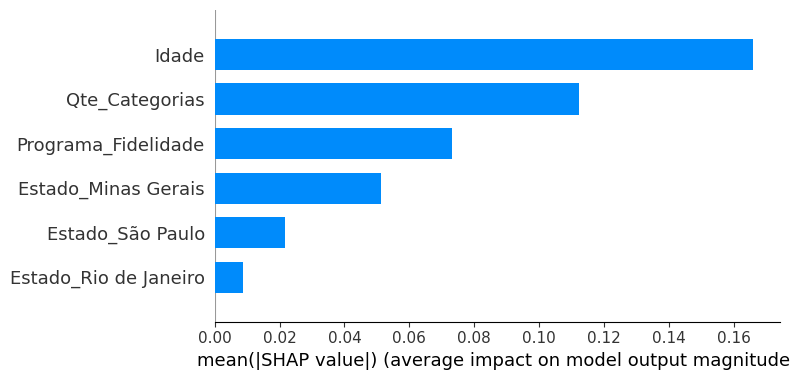 Idade
Qte_Categorias
Programa_Fidelidade
Estado_Minas Gerais
Estado_São Paulo
Estado_Rio de Janeiro
0.00 0.02 0.04 0.06 0.08 0.10 0.12 0.14 0.16
mean(|SHAP value|) (average impact on model output magnitude